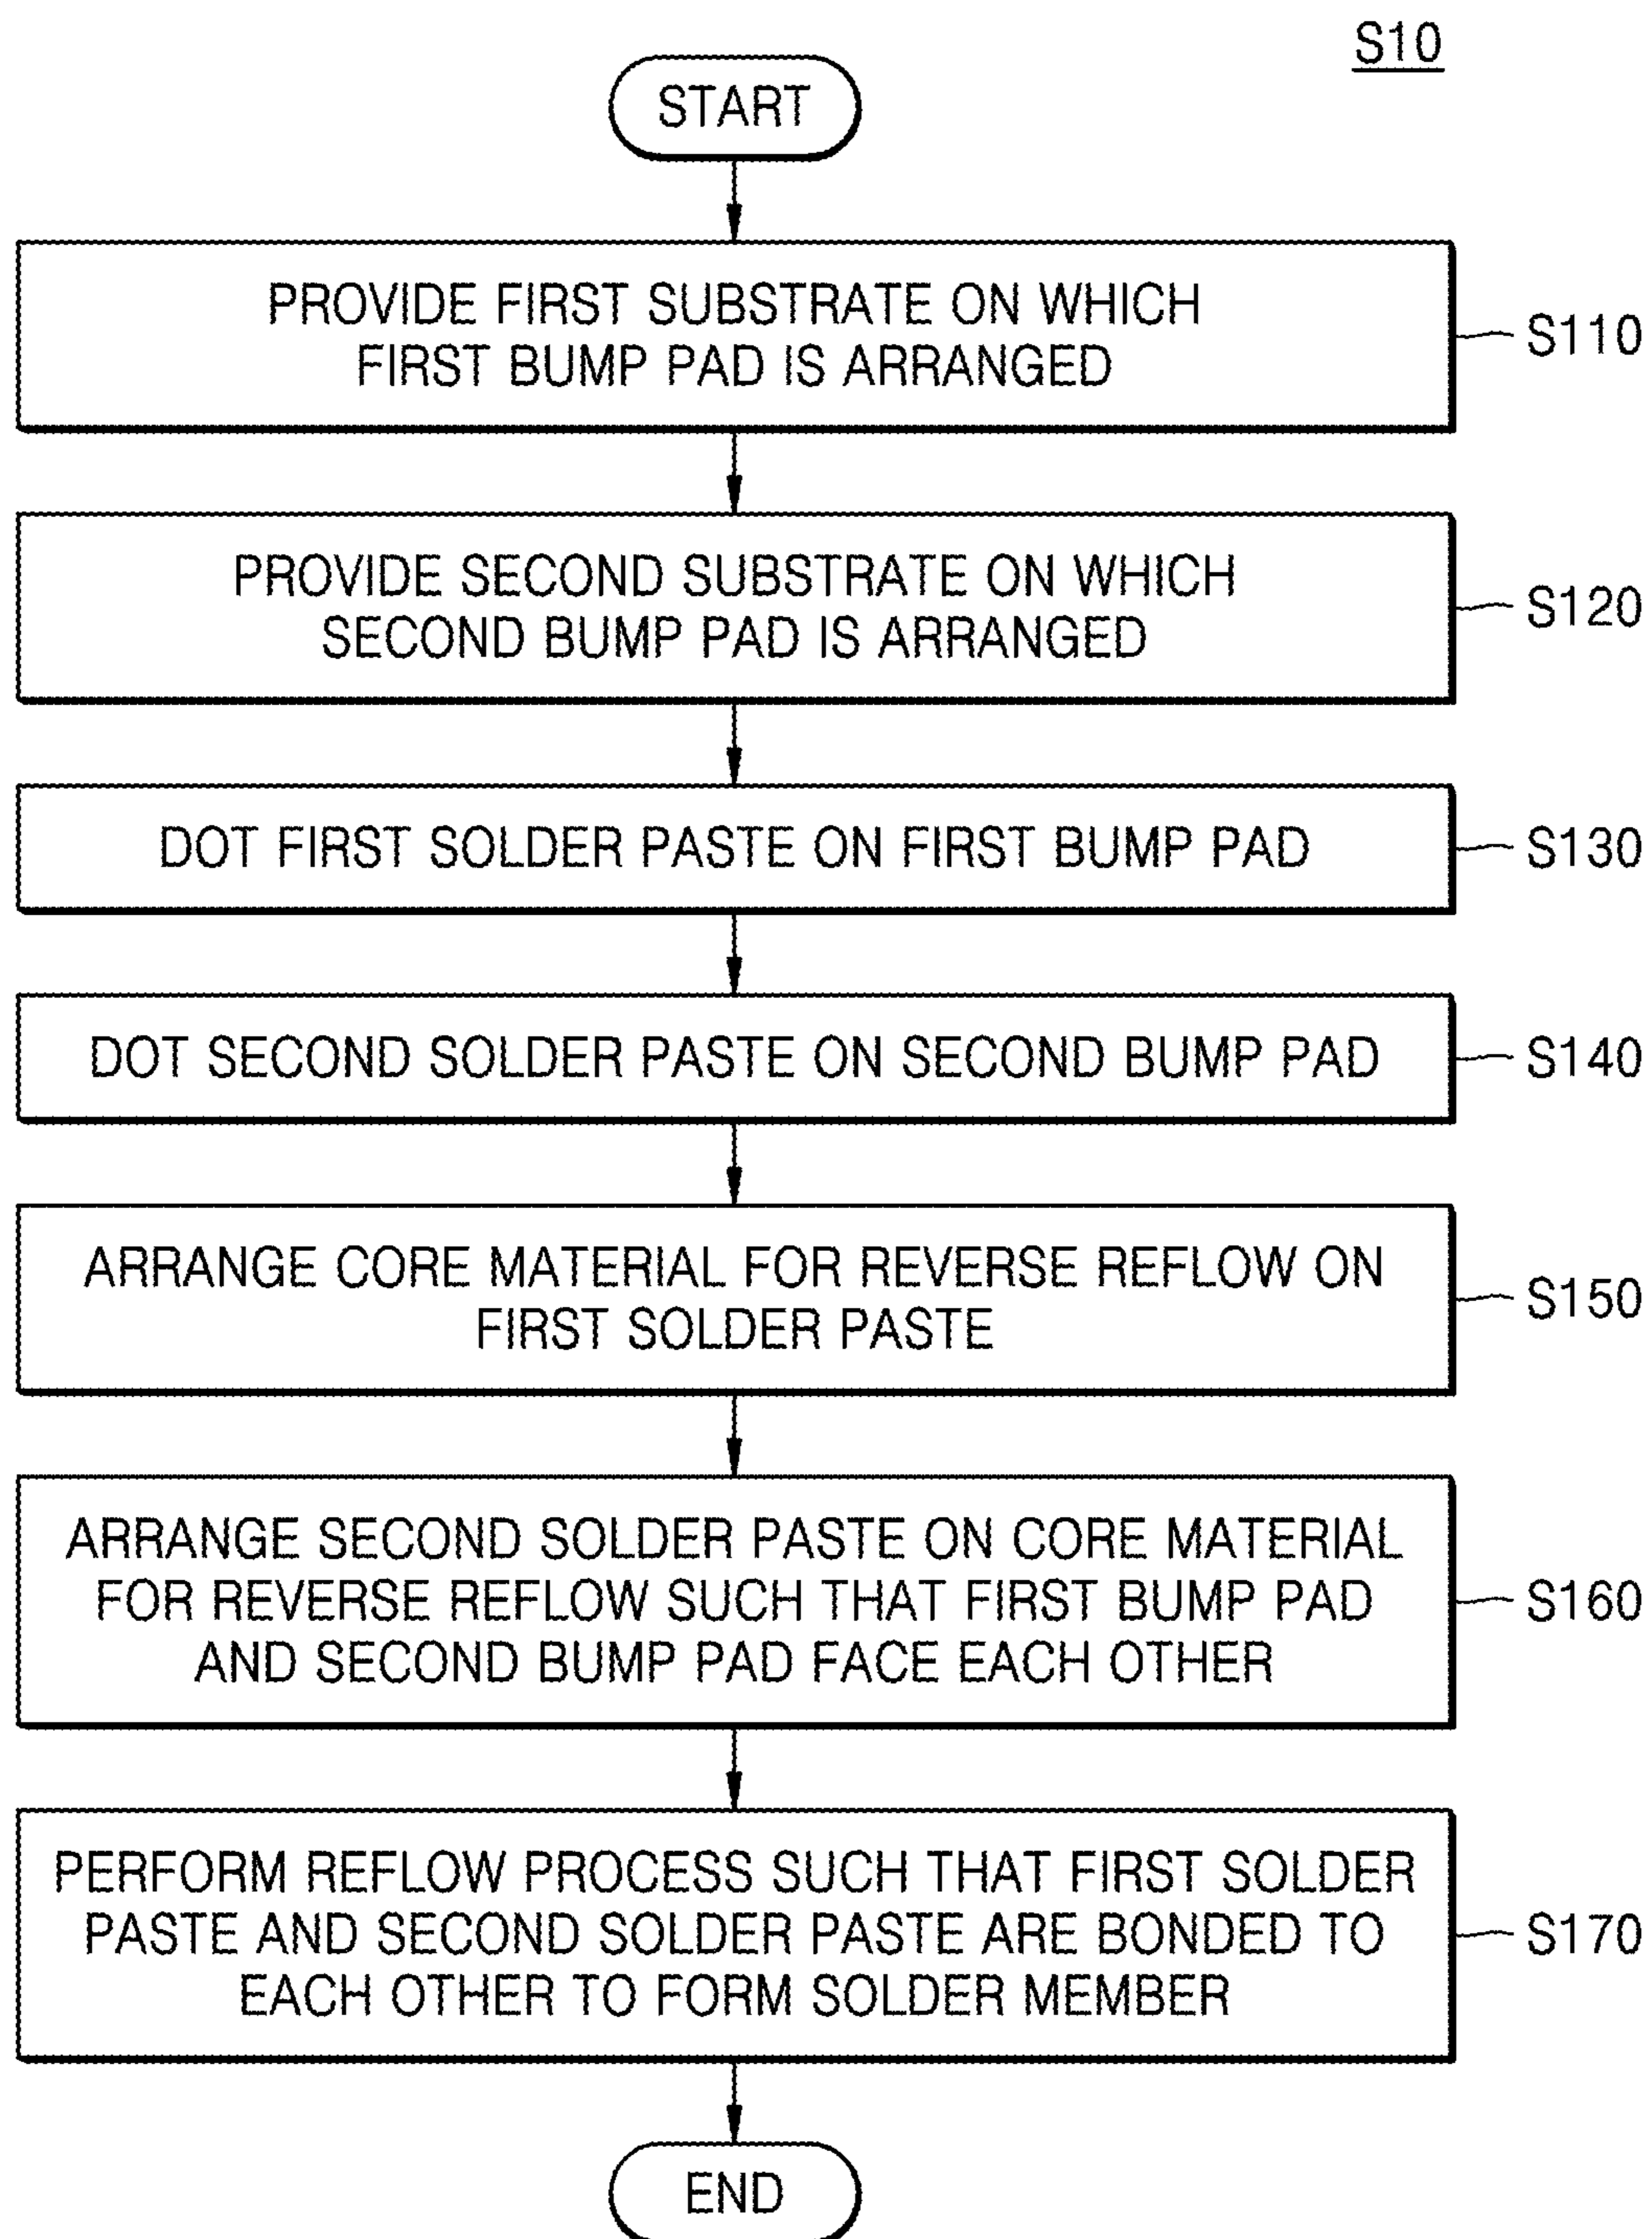 S10
START
PROVIDE FIRST SUBSTRATE ON WHICH
FIRST BUMP PAD IS ARRANGED
S110
PROVIDE SECOND SUBSTRATE ON WHICH
SECOND BUMP PAD IS ARRANGED
S120
DOT FIRST SOLDER PASTE ON FIRST BUMP PAD
S130
DOT SECOND SOLDER PASTE ON SECOND BUMP PAD
S140
ARRANGE CORE MATERIAL FOR REVERSE REFLOW ON
FIRST SOLDER PASTE
S150
ARRANGE SECOND SOLDER PASTE ON CORE MATERIAL
FOR REVERSE REFLOW SUCH THAT FIRST BUMP PAD
AND SECOND BUMP PAD FACE EACH OTHER
S160
PERFORM REFLOW PROCESS SUCH THAT FIRST SOLDER
PASTE AND SECOND SOLDER PASTE ARE BONDED TO
EACH OTHER TO FORM SOLDER MEMBER
S170
END